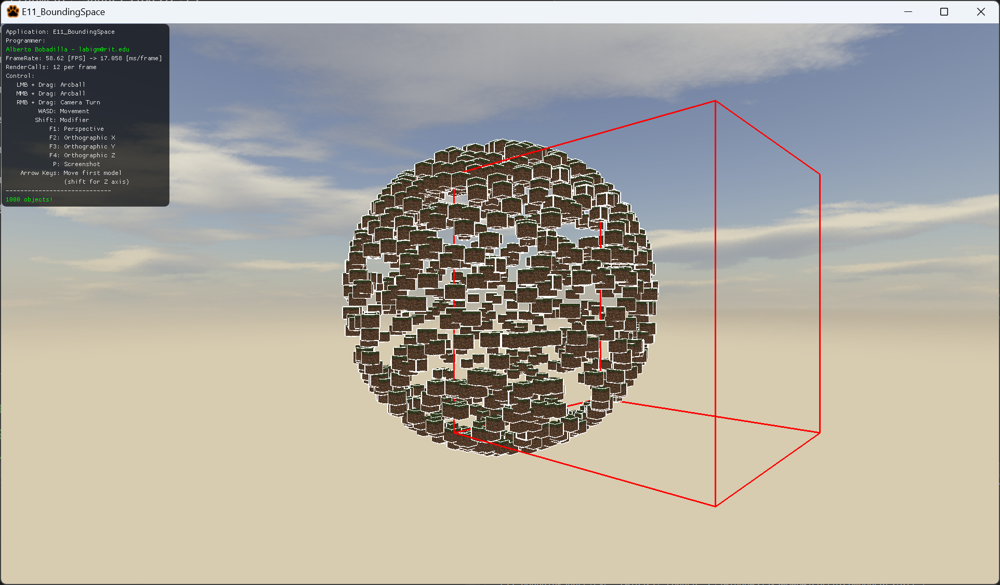 E11_BoundingSpace
Application: E11_BoundingSpace
Programmer:
Alberto Bobadilla - labigm@rit.edu
FrameRate: 58.62 [FPS] -> 17.058 [ms/frame]
RenderCalls: 12 per frame
Control:
LMB + Drag: Arcball
MMB + Drag: Arcball
RMB + Drag: Camera Turn
WASD: Movement
Shift: Modifier
F1: Perspective
F2: Orthographic X
F3: Orthographic Y
F4: Orthographic Z
P: Screenshot
Arrow Keys: Move first model
(shift for Z axis)
-----------------------------
1000 objects!